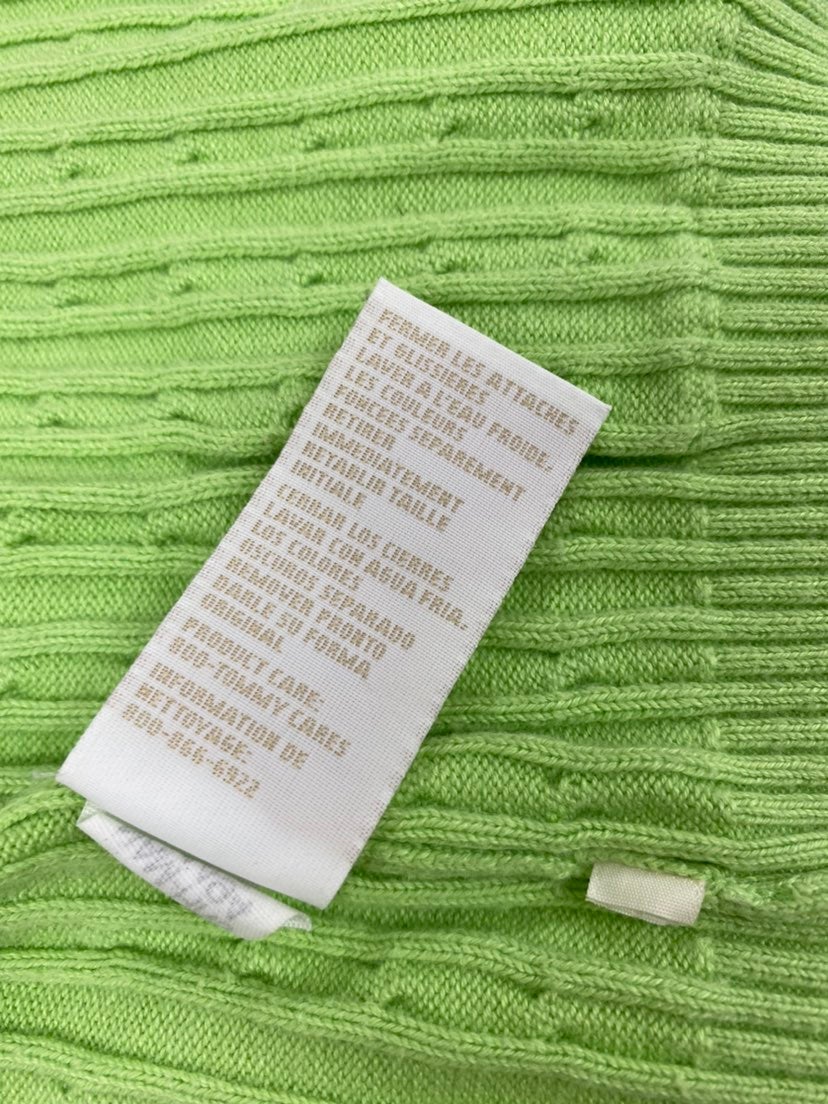 FERMER LES ATTACHES
ET GLISSIERES
LAVER A L'EAU FROIDE.
LES COULEURS
FONCEES SEPAREMENT
RETIRER
IMMEDIATEMENT
RETABLIR TAILLE
INITIALE
CERRAR LOS CIERRES
LAVAR CON AGUA FRIA.
LOS COLORES
OSCUROS SEPARADO
REMOVER PRONTO
DARLE SU FORMA
ORIGINAL
PRODUCT CARE.
800-TOMMY CARES
INFORMATION DE
NETTOYAGE.
800-866-6922